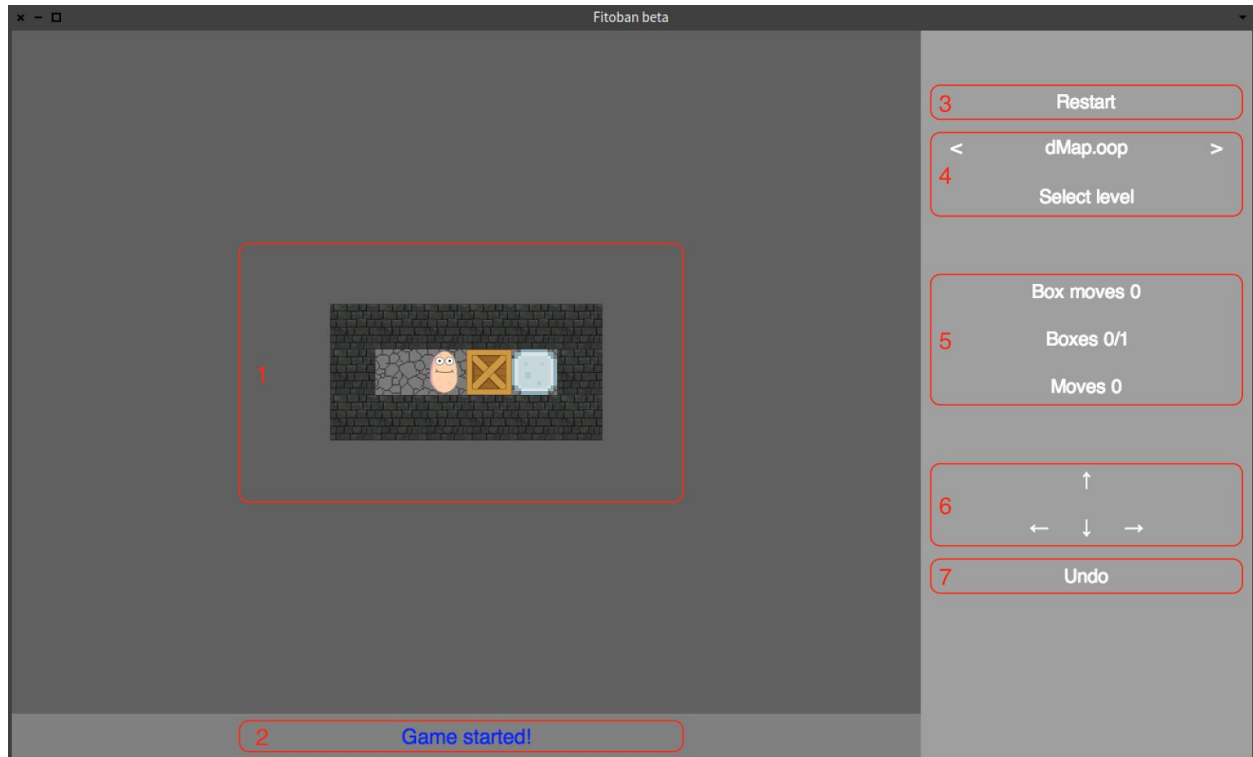 Fitoban beta
3 Restart
< dMap.oop >
4
Select level
1
Box moves 0
5 Boxes 0/1
Moves 0
↑
6
← ↓ →
7 Undo
2 Game started!